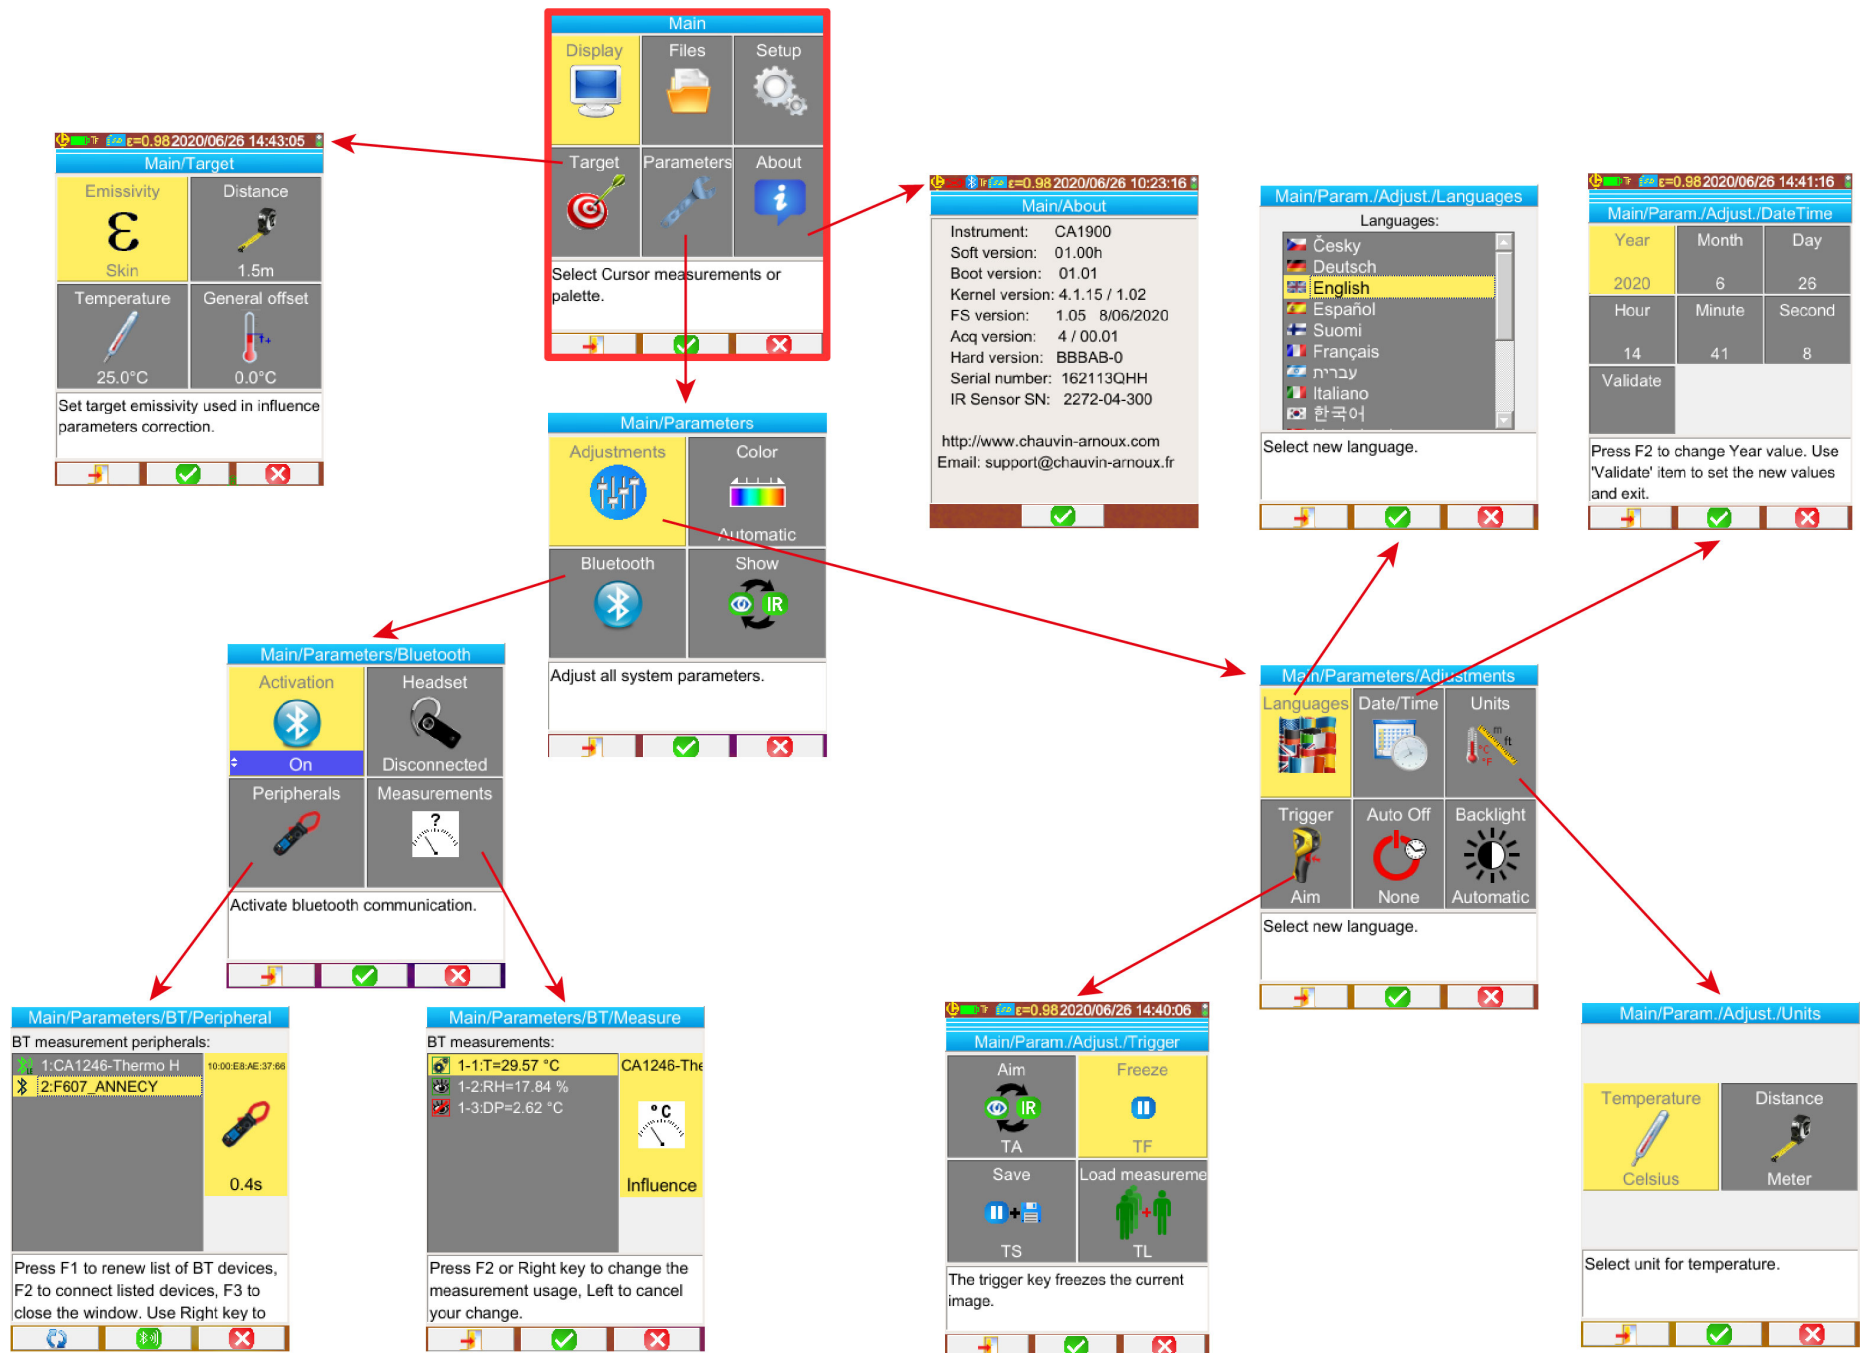 Main
Display Files Setup
Target Parameters About
Select Cursor measurements or
palette.
ε=0.98 2020/06/26 14:43:05
Main/Target
Emissivity Distance
ε
Skin 1.5m
Temperature General offset
25.0°C 0.0°C
Set target emissivity used in influence
parameters correction.
ε=0.98 2020/06/26 10:23:16
Main/About
Instrument: CA1900
Soft version: 01.00h
Boot version: 01.01
Kernel version: 4.1.15 / 1.02
FS version: 1.05 8/06/2020
Acq version: 4 / 00.01
Hard version: BBBAB-0
Serial number: 162113QHH
IR Sensor SN: 2272-04-300
http://www.chauvin-arnoux.com
Email: support@chauvin-arnoux.fr
Main/Param./Adjust./Languages
Languages:
Česky
Deutsch
English
Español
Suomi
Français
עברית
Italiano
한국어
Select new language.
ε=0.98 2020/06/26 14:41:16
Main/Param./Adjust./DateTime
Year Month Day
2020 6 26
Hour Minute Second
14 41 8
Validate
Press F2 to change Year value. Use
'Validate' item to set the new values
and exit.
Main/Parameters
Adjustments Color
Automatic
Bluetooth Show
IR
Adjust all system parameters.
Main/Parameters/Bluetooth
Activation Headset
On Disconnected
Peripherals Measurements
?
Activate bluetooth communication.
Main/Parameters/Adjustments
Languages Date/Time Units
m
ft
°C
°F
Trigger Auto Off Backlight
Aim None Automatic
Select new language.
Main/Parameters/BT/Peripheral
BT measurement peripherals:
1:CA1246-Thermo H 10:00:E8:AE:37:66
2:F607_ANNECY
0.4s
Press F1 to renew list of BT devices,
F2 to connect listed devices, F3 to
close the window. Use Right key to
Main/Parameters/BT/Measure
BT measurements:
1-1:T=29.57 °C CA1246-The
1-2:RH=17.84 %
1-3:DP=2.62 °C
°C
Influence
Press F2 or Right key to change the
measurement usage, Left to cancel
your change.
ε=0.98 2020/06/26 14:40:06
Main/Param./Adjust./Trigger
Aim Freeze
IR
TA TF
Save Load measureme
TS TL
The trigger key freezes the current
image.
Main/Param./Adjust./Units
Temperature Distance
Celsius Meter
Select unit for temperature.